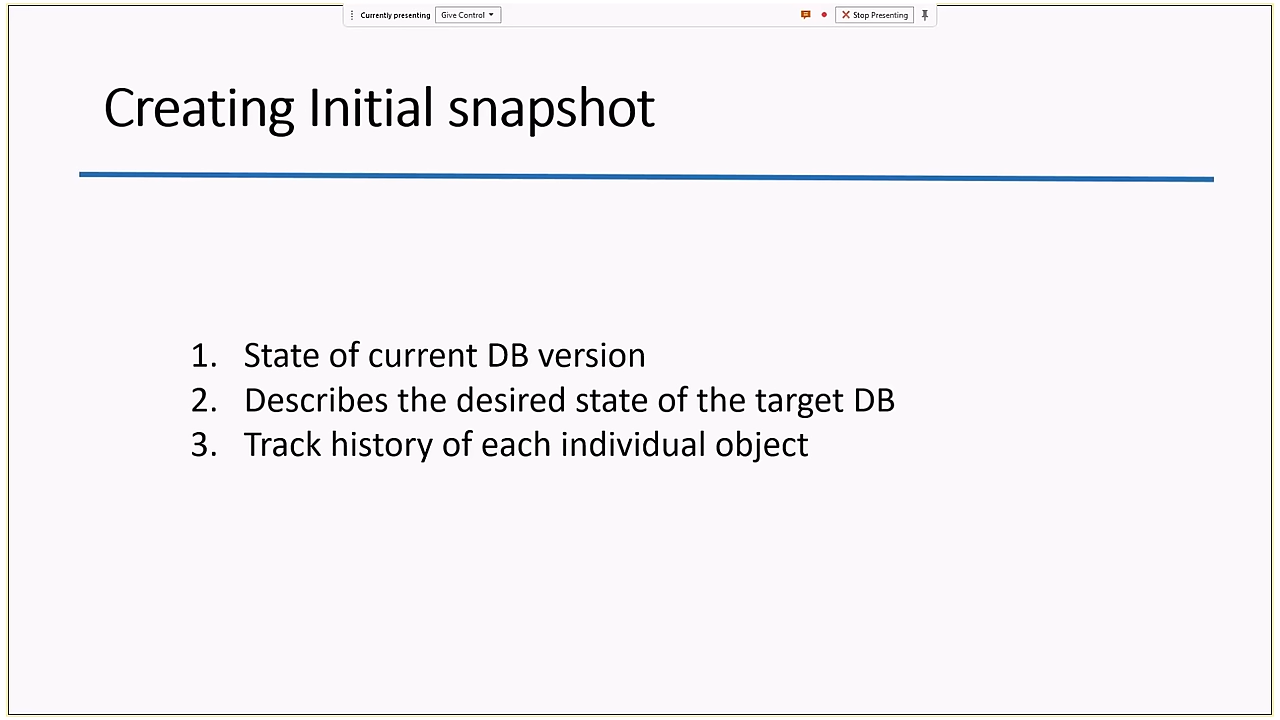 Currently presenting Give Control Stop Presenting
Creating Initial snapshot
1. State of current DB version
2. Describes the desired state of the target DB
3. Track history of each individual object